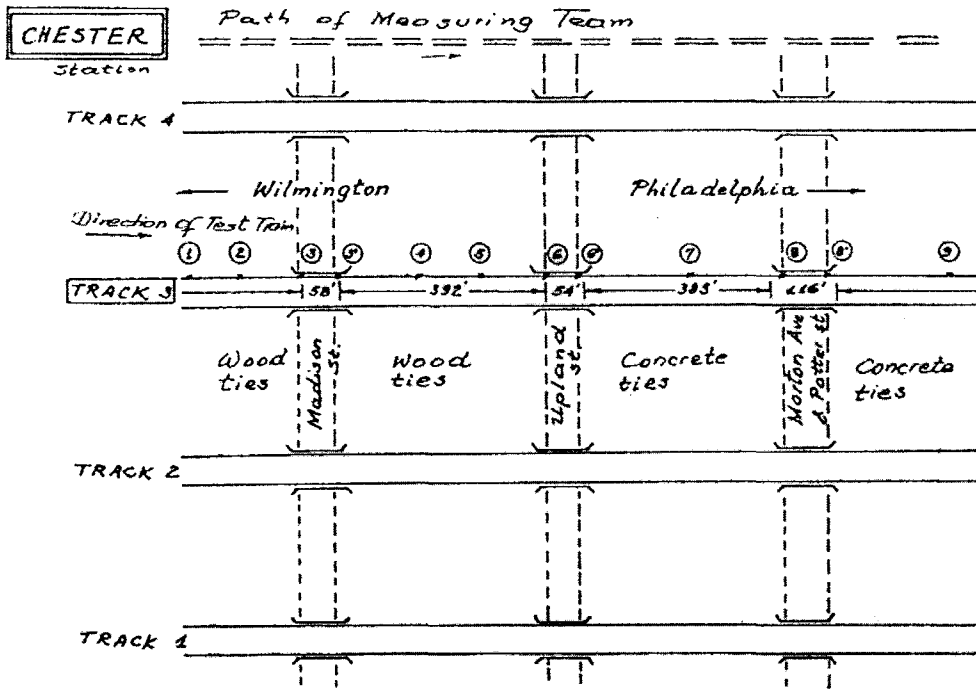 CHESTER
Station
Path of Measuring Team
TRACK 4
Wilmington
Philadelphia
Direction of Test Train
1 2 3 3' 4 5 6 6' 7 8 8' 9
TRACK 3
58' 392' 54'
Wood ties
Madison St.
Wood ties
Upland St.
Concrete ties
Morton Ave & Potter St
Concrete ties
TRACK 2
TRACK 1